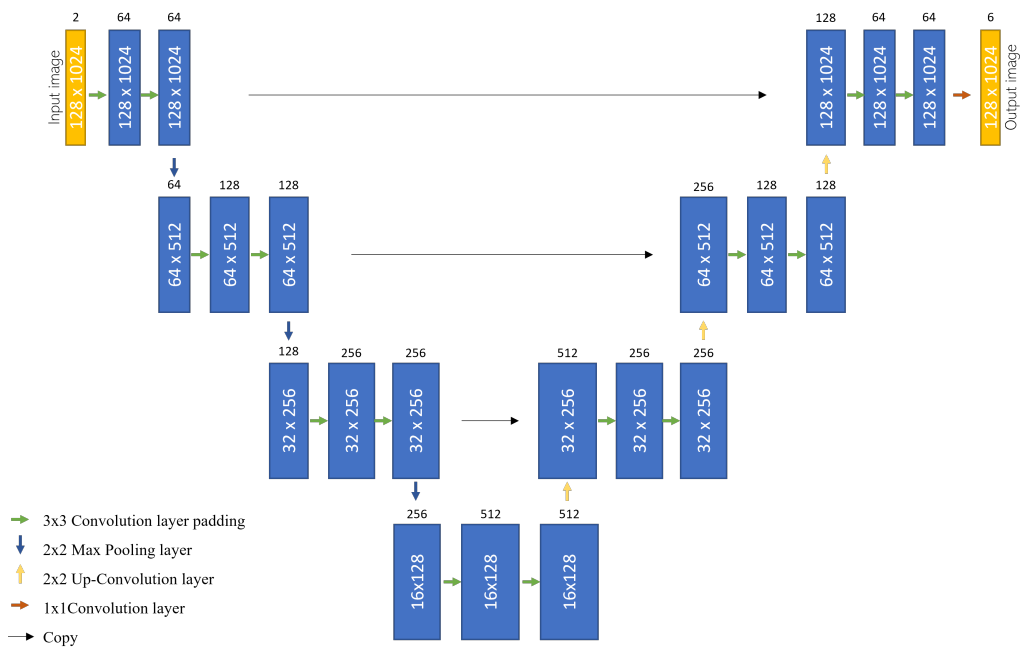 2 64 64 128 64 64 6
Input image
128 x 1024
128 x 1024
128 x 1024
128 x 1024
128 x 1024
128 x 1024
128 x 1024
Output image
64 128 128 256 128 128
64 x 512
64 x 512
64 x 512
64 x 512
64 x 512
64 x 512
128 256 256 512 256 256
32 x 256
32 x 256
32 x 256
32 x 256
32 x 256
32 x 256
256 512 512
16x128
16x128
16x128
3x3 Convolution layer padding
2x2 Max Pooling layer
2x2 Up-Convolution layer
1x1Convolution layer
Copy